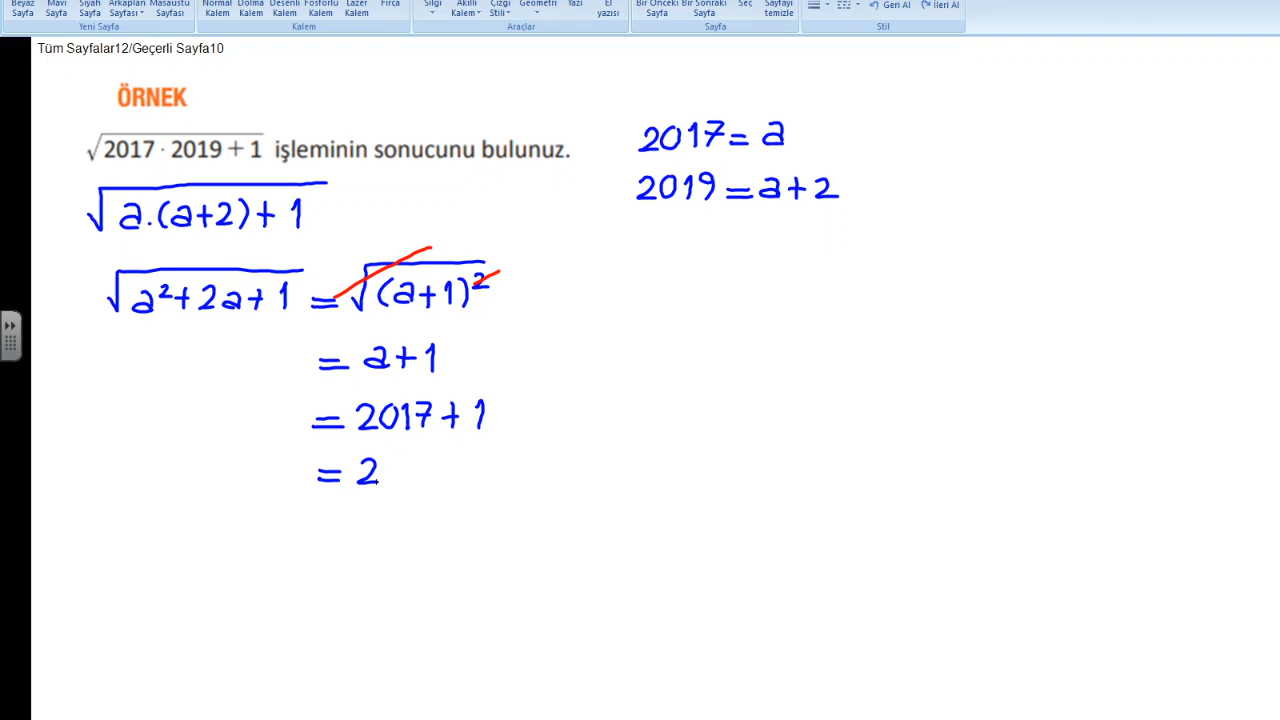 Beyaz Sayfa Mavi Sayfa Siyah Sayfa Arkaplan Sayfası Masaüstü Sayfası
Yeni Sayfa
Normal Kalem Dolma Kalem Desenli Kalem Fosforlu Kalem Lazer Kalem Fırça
Kalem
Silgi Akıllı Kalem Çizgi Stili Geometri Yazı El yazısı
Araçlar
Bir Önceki Sayfa Bir Sonraki Sayfa Seç Sayfayı temizle
Sayfa
Geri Al İleri Al
Stil
Tüm Sayfalar12/Geçerli Sayfa10
ÖRNEK
√2017 · 2019 + 1 işleminin sonucunu bulunuz.
2017 = a
2019 = a+2
√a.(a+2)+1
√a²+2a+1 = √(a+1)²
= a+1
= 2017+1
= 2